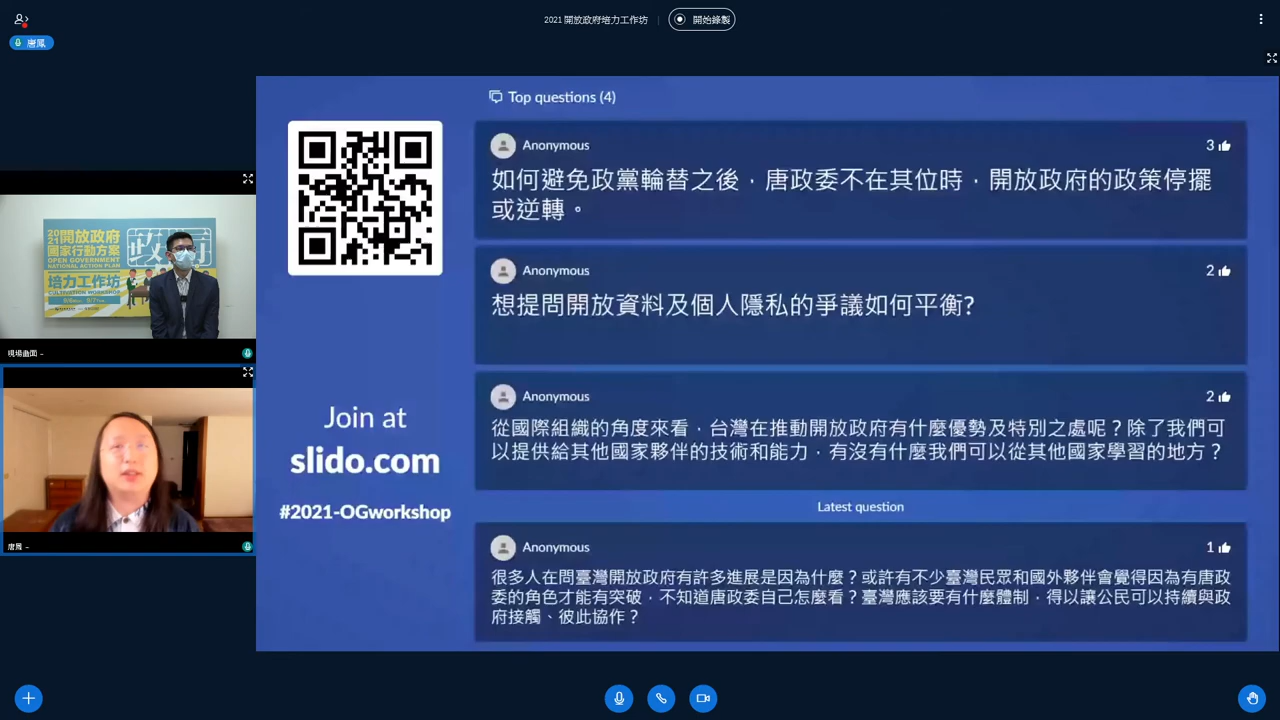 2021 開放政府培力工作坊
開始錄製
唐鳳
Top questions (4)
Anonymous
3
如何避免政黨輪替之後，唐政委不在其位時，開放政府的政策停擺
或逆轉。
Anonymous
2
想提問開放資料及個人隱私的爭議如何平衡?
Anonymous
2
從國際組織的角度來看，台灣在推動開放政府有什麼優勢及特別之處呢？除了我們可
以提供給其他國家夥伴的技術和能力，有沒有什麼我們可以從其他國家學習的地方？
Latest question
Anonymous
1
很多人在問臺灣開放政府有許多進展是因為什麼？或許有不少臺灣民眾和國外夥伴會覺得因為有唐政
委的角色才能有突破，不知道唐政委自己怎麼看？臺灣應該要有什麼體制，得以讓公民可以持續與政
府接觸、彼此協作？
Join at
slido.com
#2021-OGworkshop
2021開放政府
國家行動方案
OPEN GOVERNMENT
NATIONAL ACTION PLAN
培力工作坊
CULTIVATION WORKSHOP
現場畫面 -
唐鳳 -